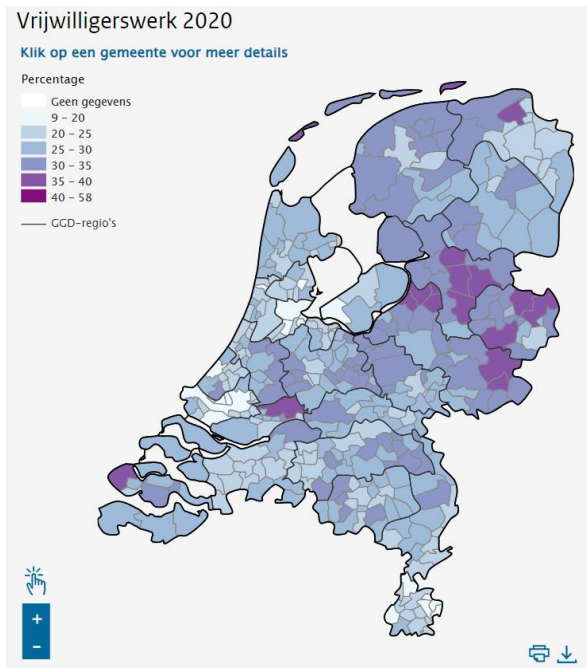 Vrijwilligerswerk 2020
Klik op een gemeente voor meer details
Percentage
Geen gegevens
9 – 20
20 – 25
25 – 30
30 – 35
35 – 40
40 – 58
GGD-regio's
+
–